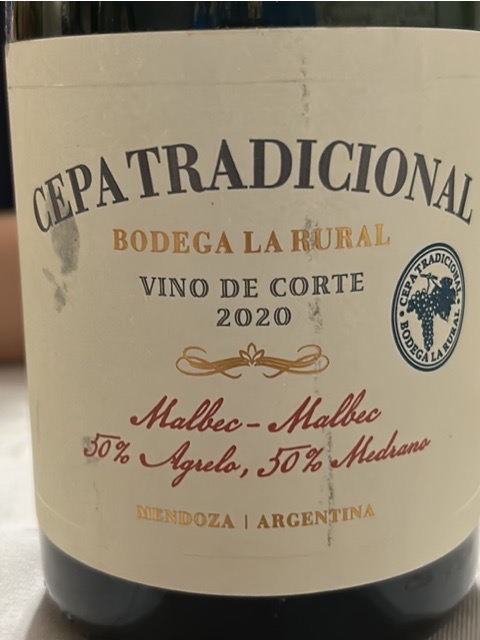 CEPA TRADICIONAL
BODEGA LA RURAL
VINO DE CORTE
2020
CEPA TRADICIONAL
BODEGA LA RURAL
Malbec - Malbec
50% Agrelo, 50% Medrano
MENDOZA | ARGENTINA